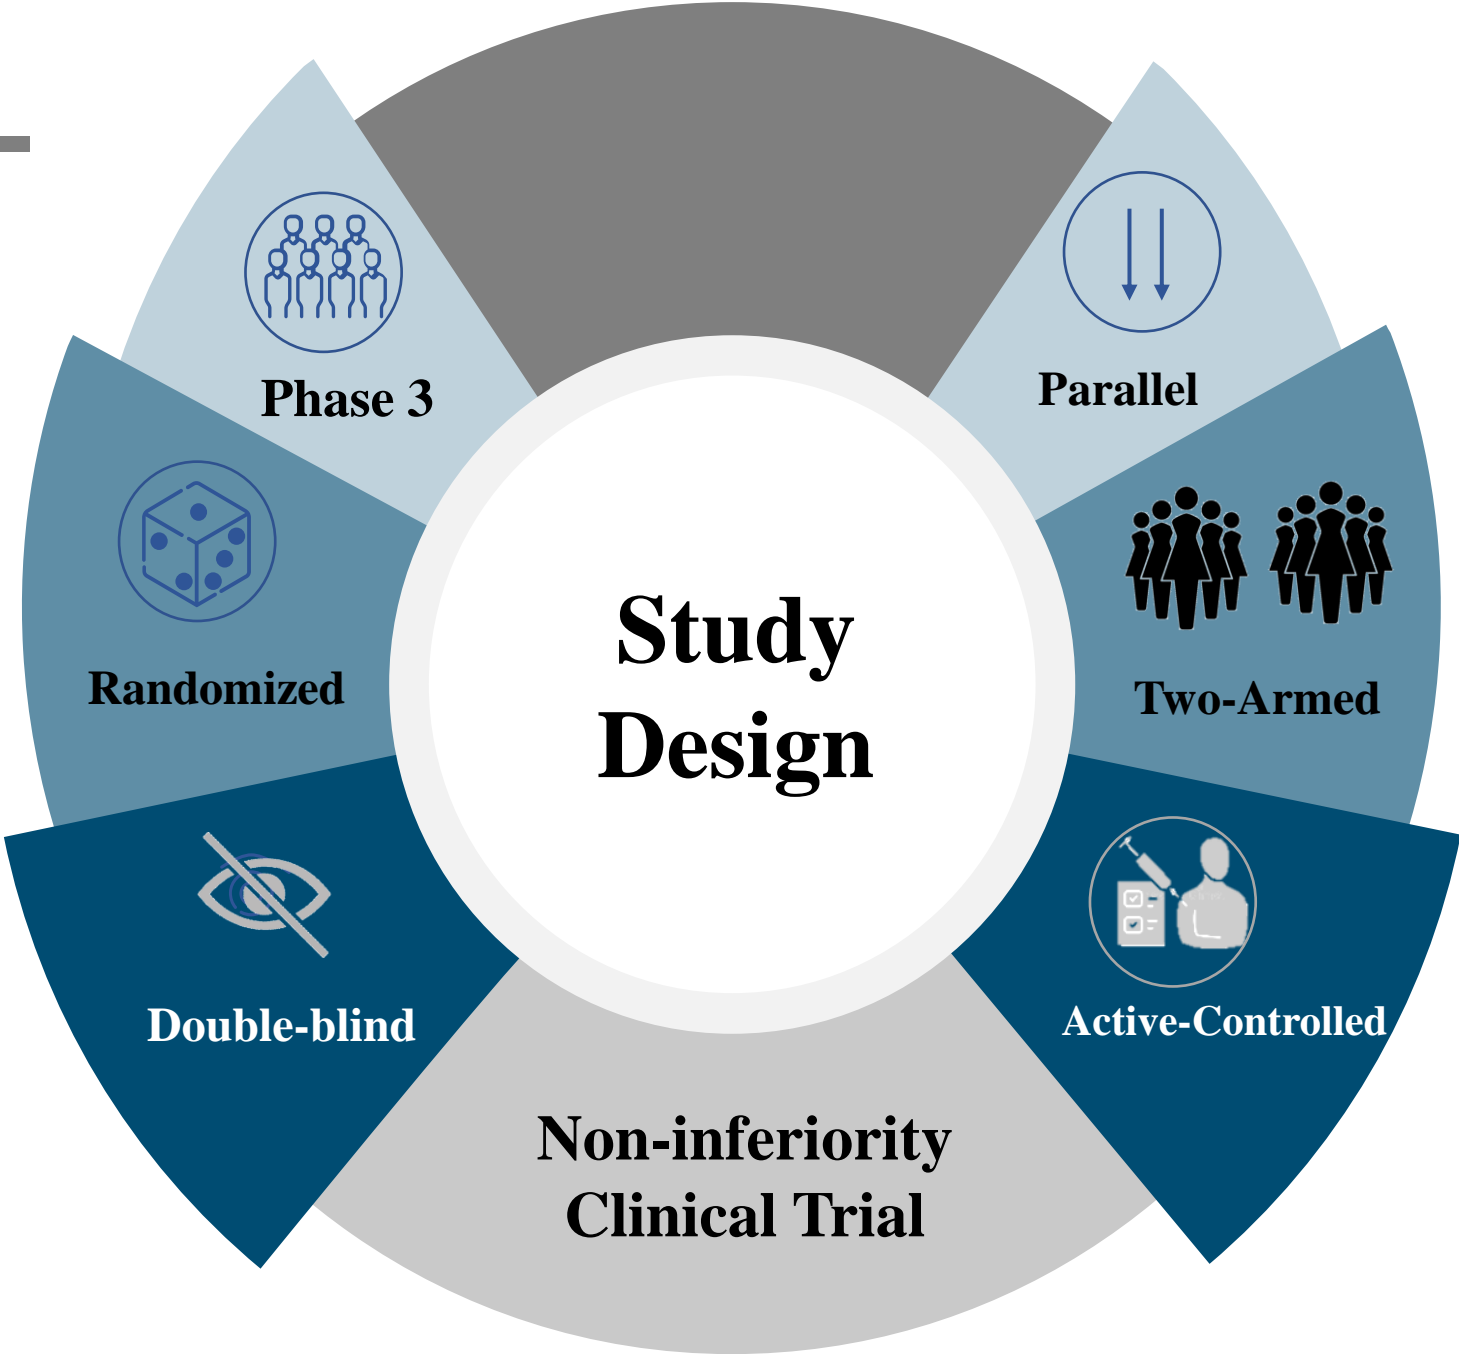 Phase 3
Parallel
Randomized
Two-Armed
Study
Design
Double-blind
Active-Controlled
Non-inferiority
Clinical Trial